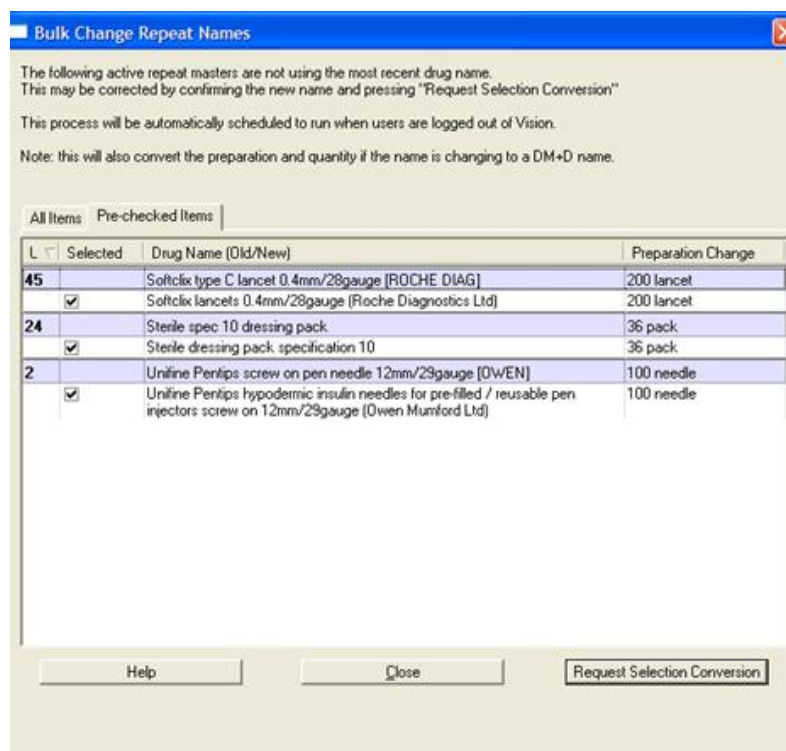 Bulk Change Repeat Names
The following active repeat masters are not using the most recent drug name.
This may be corrected by confirming the new name and pressing "Request Selection Conversion"
This process will be automatically scheduled to run when users are logged out of Vision.
Note: this will also convert the preparation and quantity if the name is changing to a DM+D name.
All Items Pre-checked Items
L Selected Drug Name (Old/New) Preparation Change
45 Softclix type C lancet 0.4mm/28gauge [ROCHE DIAG] 200 lancet
Softclix lancets 0.4mm/28gauge (Roche Diagnostics Ltd) 200 lancet
24 Sterile spec 10 dressing pack 36 pack
Sterile dressing pack specification 10 36 pack
2 Unifine Pentips screw on pen needle 12mm/29gauge [OWEN] 100 needle
Unifine Pentips hypodermic insulin needles for pre-filled / reusable pen 100 needle
injectors screw on 12mm/29gauge (Owen Mumford Ltd)
Help Close Request Selection Conversion